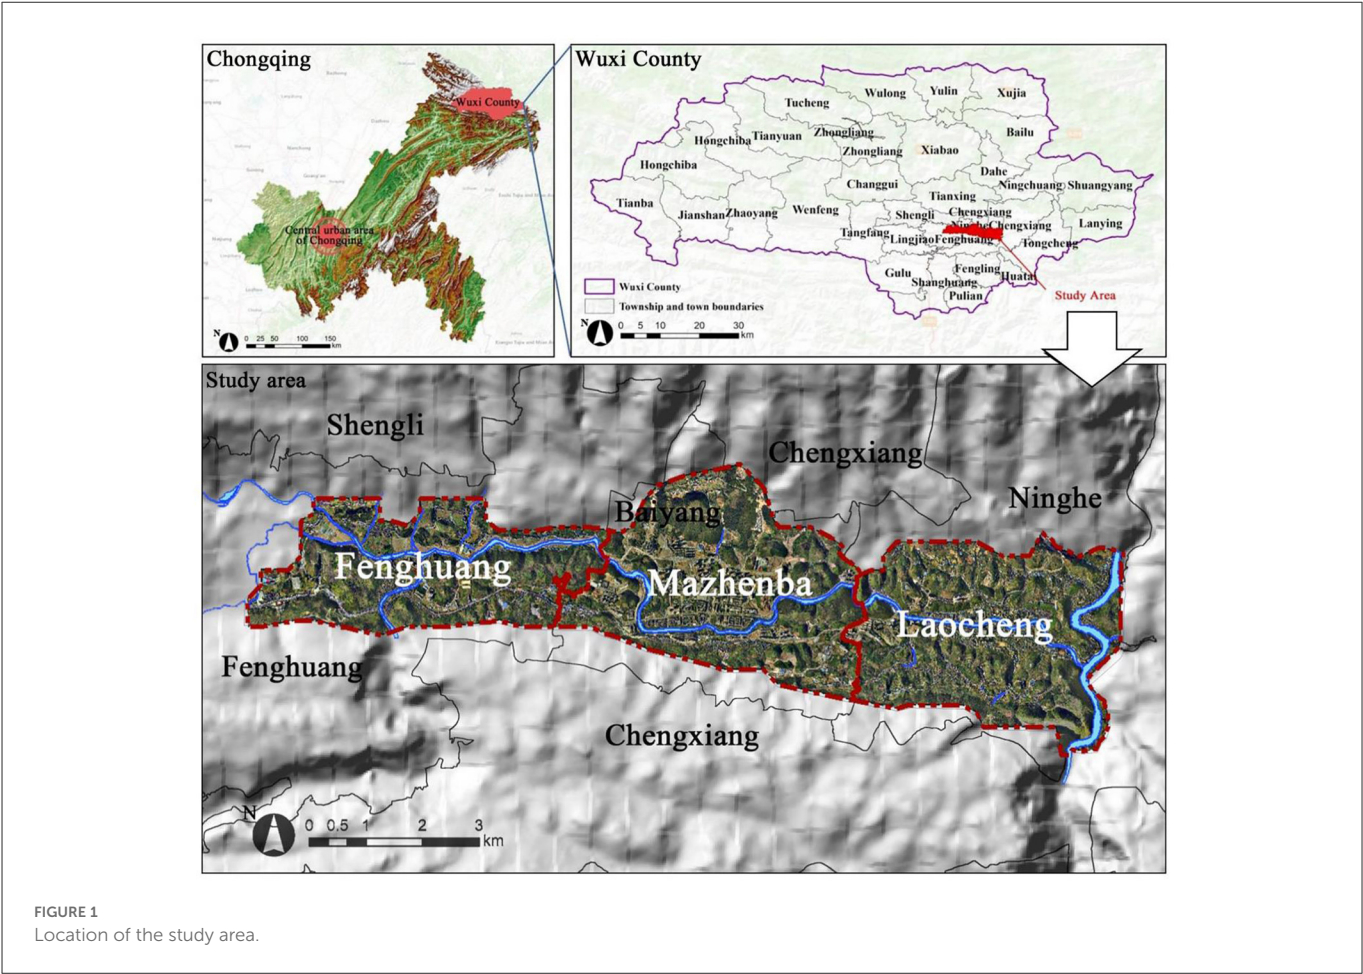 Chongqing
Wuxi County
Central urban area
of Chongqing
N
0 25 50 100 150
km
Wuxi County
Tucheng
Wulong
Yulin
Xujia
Hongchiba
Tianyuan
Zhongliang
Bailu
Zhongliang
Xiabao
Hongchiba
Dahe
Changgui
Ningchuang
Shuangyang
Tianxing
Tianba
Jianshan
Zhaoyang
Wenfeng
Shengli
Chengxiang
Lanying
Ninghe
Chengxiang
Tangfang
Lingjiao
Fenghuang
Tongcheng
Gulu
Fengling
Huatai
Shanghuang
Pulian
Study Area
Wuxi County
Township and town boundaries
N
0 5 10 20 30
km
Study area
Shengli
Chengxiang
Ninghe
Baiyang
Fenghuang
Mazhenba
Laocheng
Fenghuang
Chengxiang
N
0 0.5 1 2 3
km
FIGURE 1
Location of the study area.